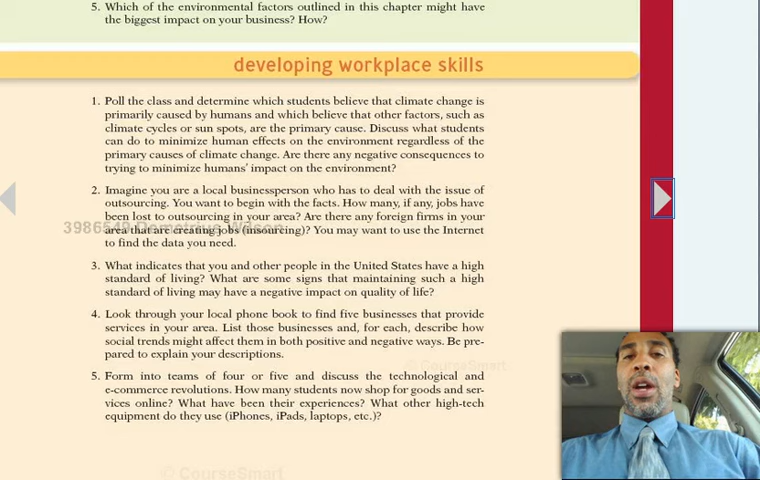 5. Which of the environmental factors outlined in this chapter might have
the biggest impact on your business? How?
developing workplace skills
1. Poll the class and determine which students believe that climate change is
primarily caused by humans and which believe that other factors, such as
climate cycles or sun spots, are the primary cause. Discuss what students
can do to minimize human effects on the environment regardless of the
primary causes of climate change. Are there any negative consequences to
trying to minimize humans' impact on the environment?
2. Imagine you are a local businessperson who has to deal with the issue of
outsourcing. You want to begin with the facts. How many, if any, jobs have
been lost to outsourcing in your area? Are there any foreign firms in your
area that are creating jobs (insourcing)? You may want to use the Internet
3986549 Demetrius Wilson
to find the data you need.
3. What indicates that you and other people in the United States have a high
standard of living? What are some signs that maintaining such a high
standard of living may have a negative impact on quality of life?
4. Look through your local phone book to find five businesses that provide
services in your area. List those businesses and, for each, describe how
social trends might affect them in both positive and negative ways. Be pre-
pared to explain your descriptions.
© CourseSmart
5. Form into teams of four or five and discuss the technological and
e-commerce revolutions. How many students now shop for goods and ser-
vices online? What have been their experiences? What other high-tech
equipment do they use (iPhones, iPads, laptops, etc.)?
© CourseSmart